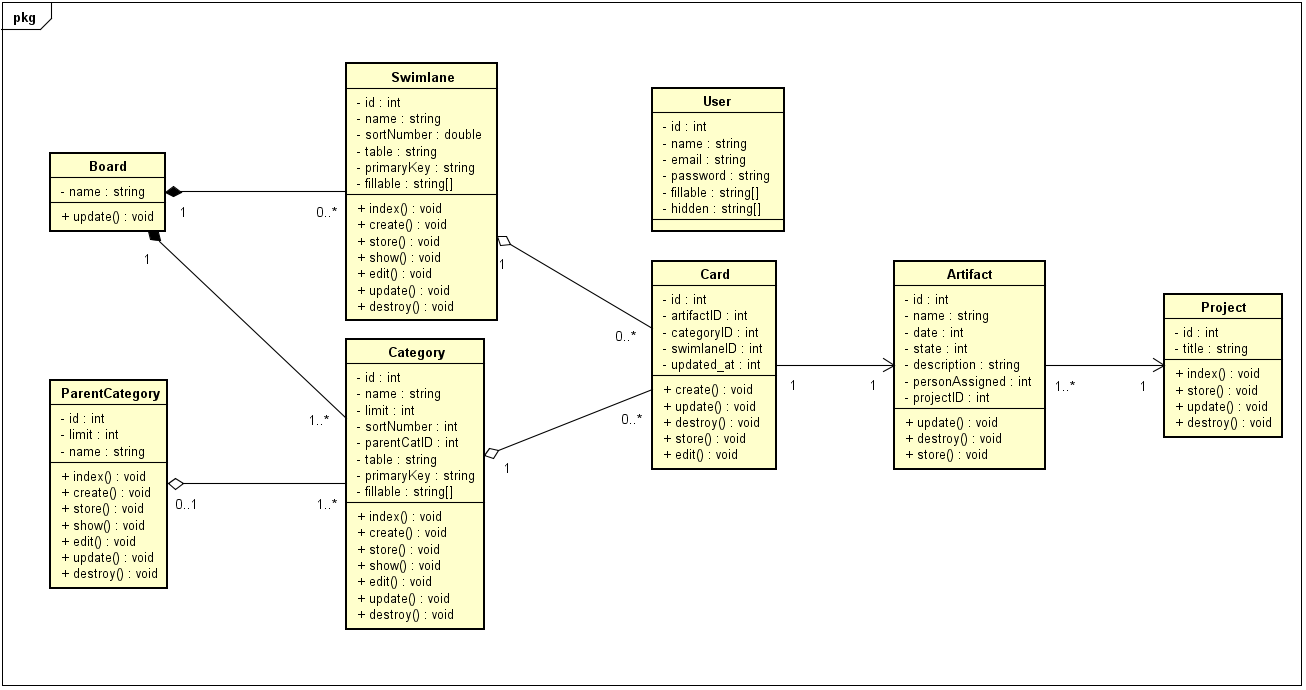 pkg
Swimlane
- id : int
- name : string
- sortNumber : double
- table : string
- primaryKey : string
- fillable : string[]
+ index() : void
+ create() : void
+ store() : void
+ show() : void
+ edit() : void
+ update() : void
+ destroy() : void
User
- id : int
- name : string
- email : string
- password : string
- fillable : string[]
- hidden : string[]
Board
- name : string
+ update() : void
1
0..*
1
1..*
1
0..*
Card
- id : int
- artifactID : int
- categoryID : int
- swimlaneID : int
- updated_at : int
+ create() : void
+ update() : void
+ destroy() : void
+ store() : void
+ edit() : void
Artifact
- id : int
- name : string
- date : int
- state : int
- description : string
- personAssigned : int
- projectID : int
+ update() : void
+ destroy() : void
+ store() : void
Project
- id : int
- title : string
+ index() : void
+ store() : void
+ update() : void
+ destroy() : void
1
1
1..*
1
Category
- id : int
- name : string
- limit : int
- sortNumber : int
- parentCatID : int
- table : string
- primaryKey : string
- fillable : string[]
+ index() : void
+ create() : void
+ store() : void
+ show() : void
+ edit() : void
+ update() : void
+ destroy() : void
0..*
1
ParentCategory
- id : int
- limit : int
- name : string
+ index() : void
+ create() : void
+ store() : void
+ show() : void
+ edit() : void
+ update() : void
+ destroy() : void
0..1
1..*